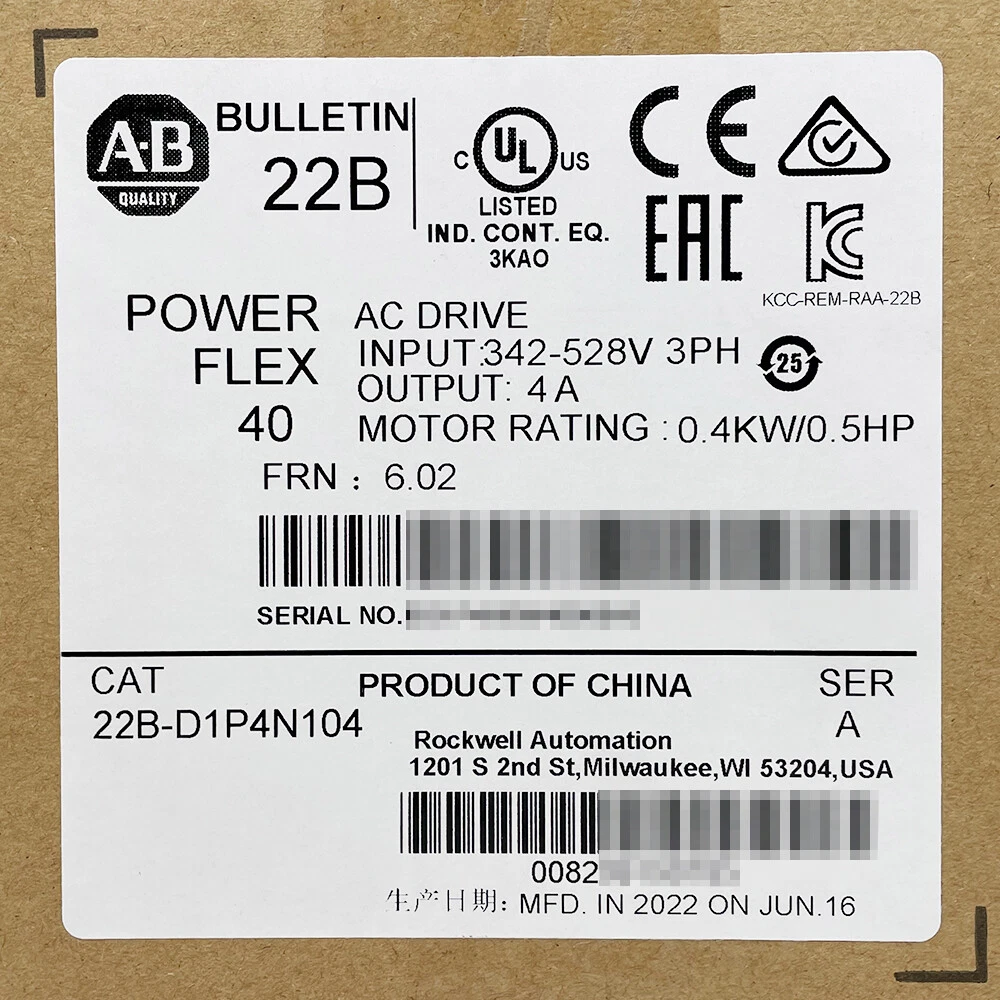 A-B
QUALITY
BULLETIN
22B
C UL US
LISTED
IND. CONT. EQ.
3KAO
CE
EAC
KCC-REM-RAA-22B
POWER
FLEX
40
AC DRIVE
INPUT:342-528V 3PH
OUTPUT: 4 A
MOTOR RATING : 0.4KW/0.5HP
25
FRN : 6.02
SERIAL NO.
CAT
22B-D1P4N104
PRODUCT OF CHINA
SER
A
Rockwell Automation
1201 S 2nd St,Milwaukee,WI 53204,USA
0082
生产日期: MFD. IN 2022 ON JUN.16